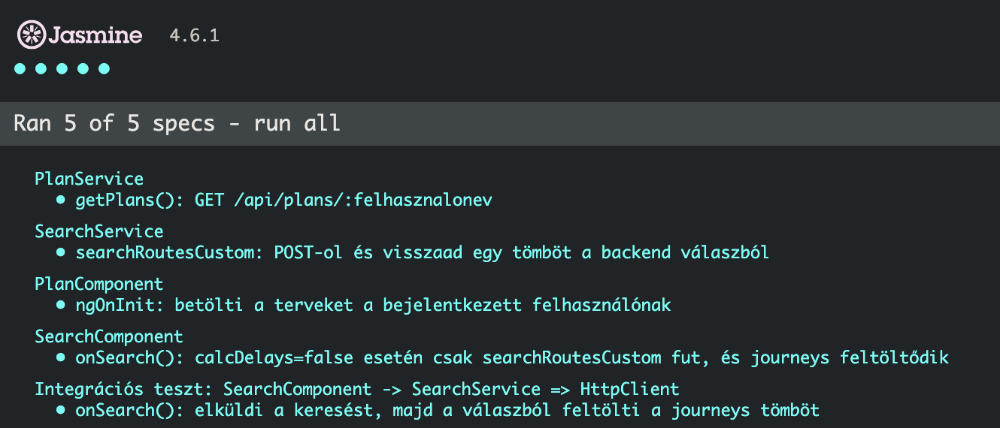 Jasmine 4.6.1
Ran 5 of 5 specs - run all
PlanService
• getPlans(): GET /api/plans/:felhasznalonev
SearchService
• searchRoutesCustom: POST-ol és visszaad egy tömböt a backend válaszból
PlanComponent
• ngOnInit: betölti a terveket a bejelentkezett felhasználónak
SearchComponent
• onSearch(): calcDelays=false esetén csak searchRoutesCustom fut, és journeys feltöltődik
Integrációs teszt: SearchComponent -> SearchService => HttpClient
• onSearch(): elküldi a keresést, majd a válaszból feltölti a journeys tömböt